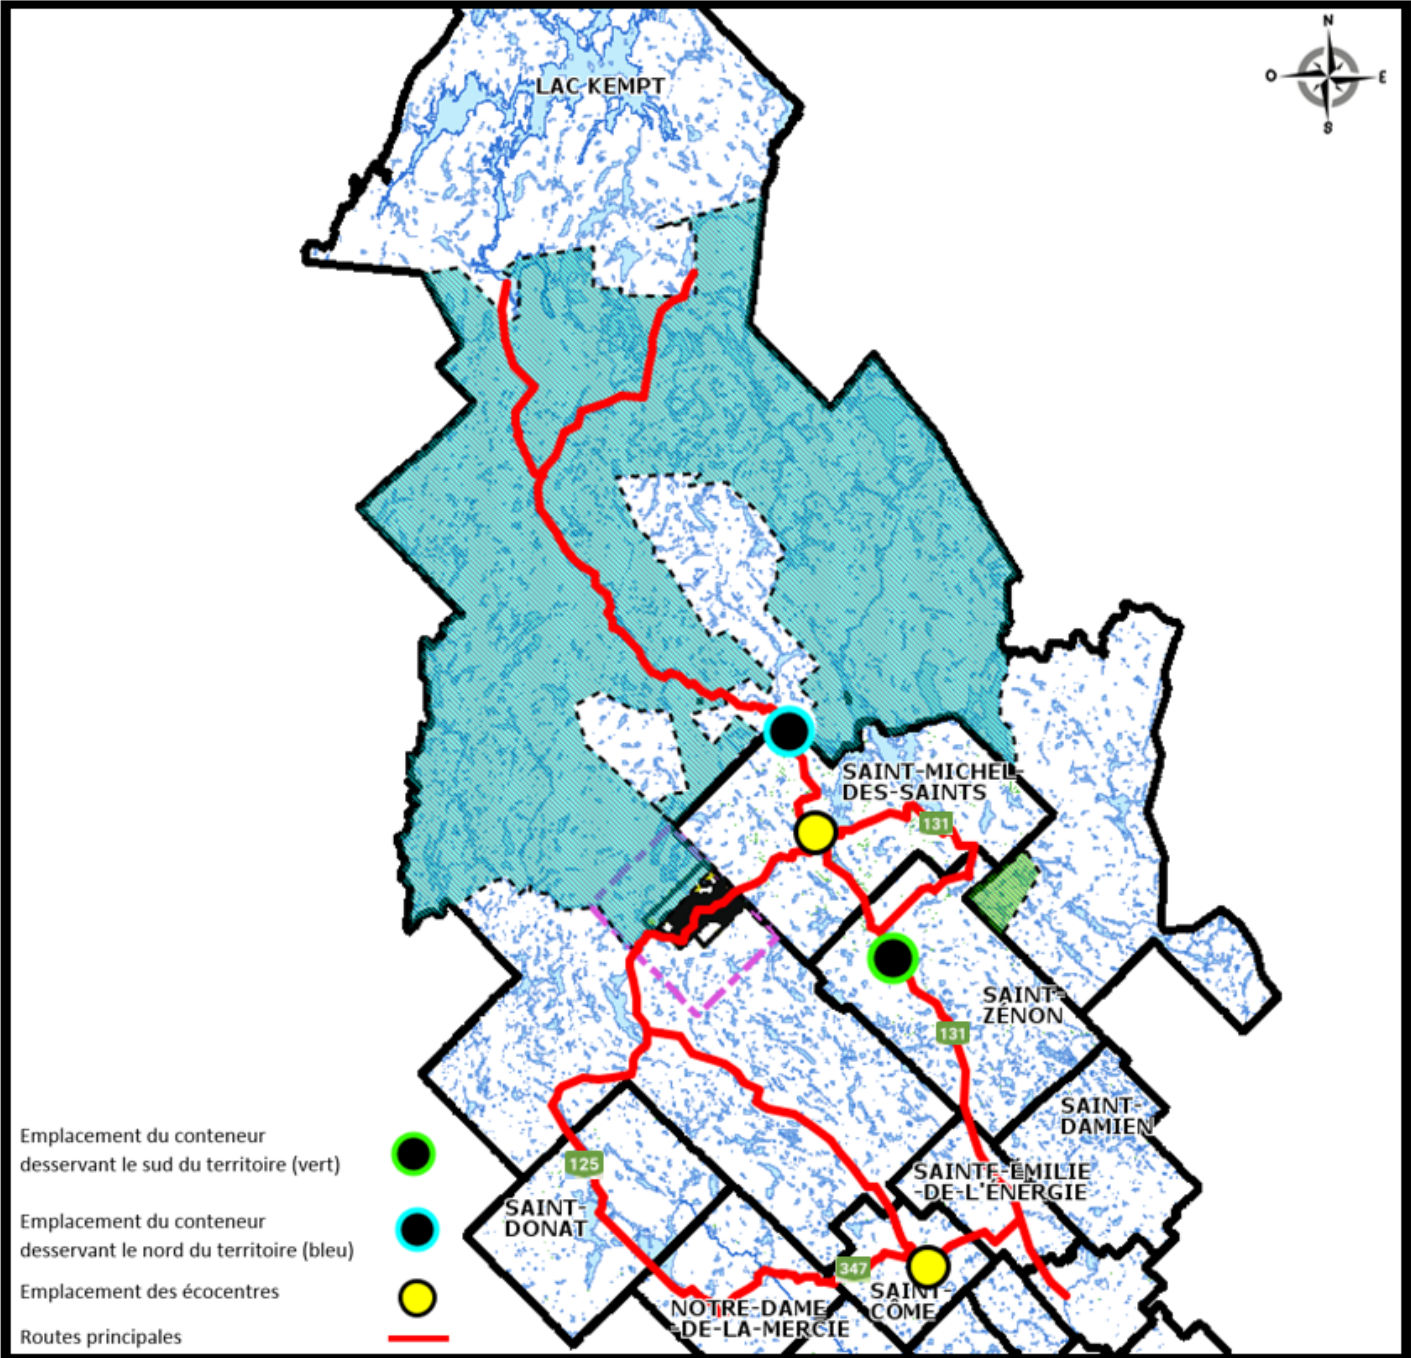 N
O
E
S
LAC KEMPT
SAINT-MICHEL-
DES-SAINTS
131
SAINT-
ZÉNON
131
SAINT-
DAMIEN
SAINTE-ÉMILIE
-DE-L'ÉNERGIE
125
SAINT-
DONAT
347
SAINT-
CÔME
NOTRE-DAME
-DE-LA-MERCIE
Emplacement du conteneur
desservant le sud du territoire (vert)
Emplacement du conteneur
desservant le nord du territoire (bleu)
Emplacement des écocentres
Routes principales